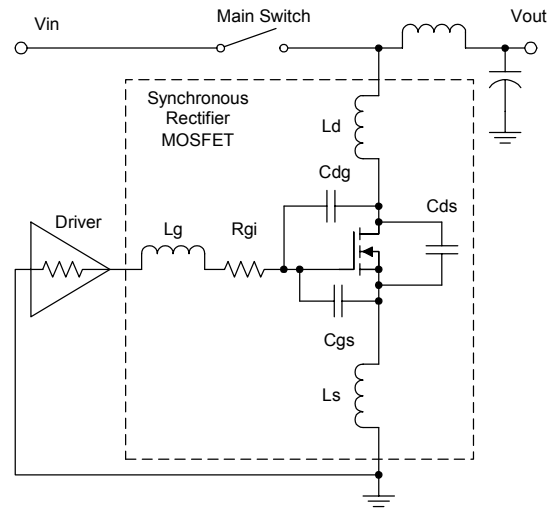 Vin
Main Switch
Vout
Synchronous
Rectifier
MOSFET
Ld
Cdg
Cds
Driver
Lg
Rgi
Cgs
Ls